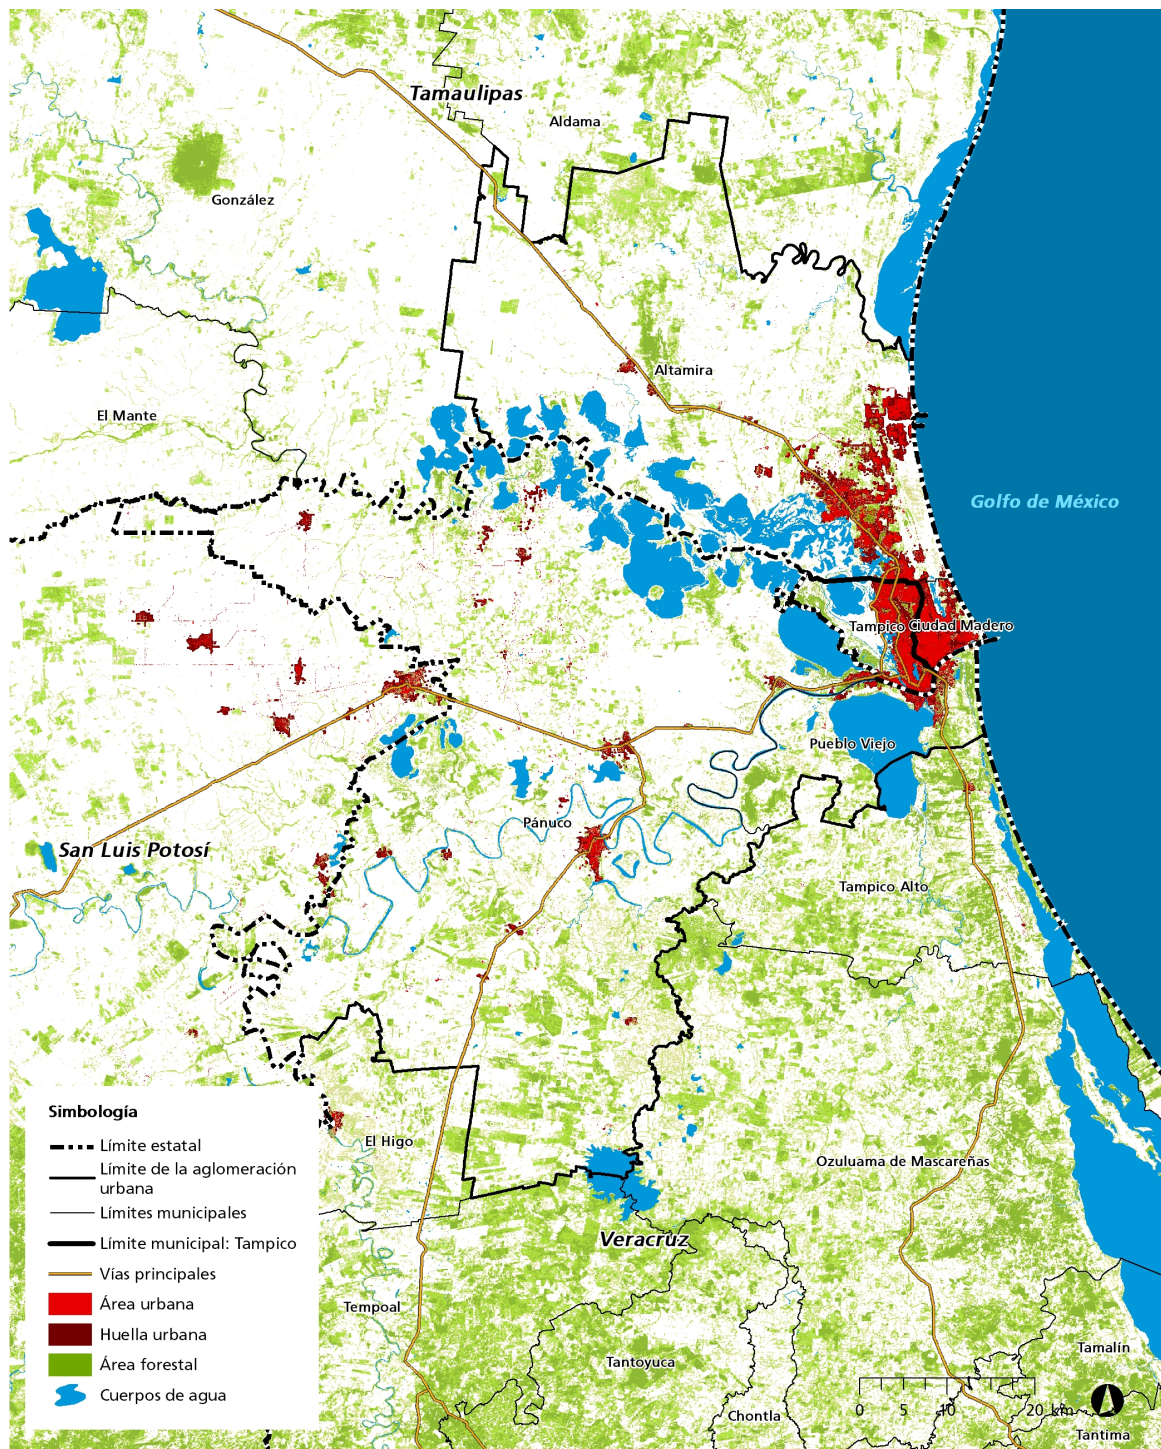 Tamaulipas
Aldama
González
Altamira
El Mante
Golfo de México
Tampico
Ciudad Madero
Pueblo Viejo
Pánuco
San Luis Potosí
Tampico Alto
Simbología
Límite estatal
Límite de la aglomeración
urbana
Límites municipales
Límite municipal: Tampico
Vías principales
Área urbana
Huella urbana
Área forestal
Cuerpos de agua
El Higo
Ozuluama de Mascareñas
Veracruz
Tempoal
Tantoyuca
Tamalín
Chontla
0 5 10 20 km
Tantima